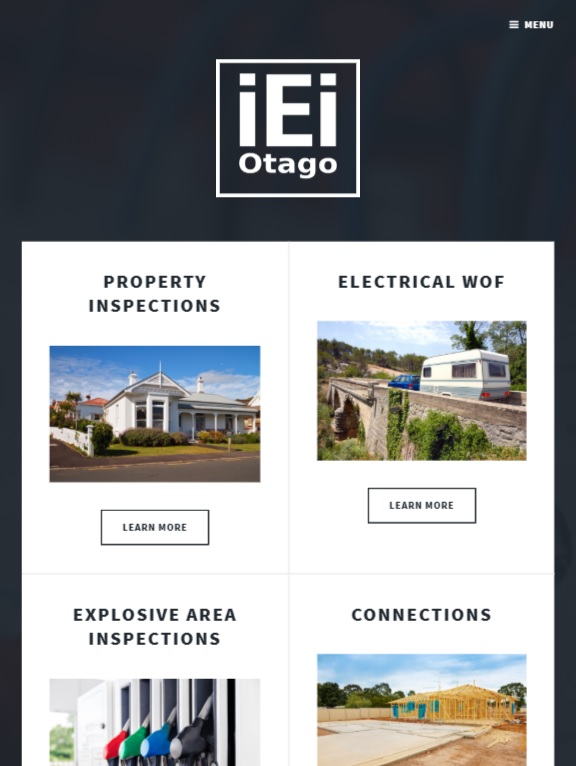 MENU
iEi
Otago
PROPERTY
INSPECTIONS
ELECTRICAL WOF
LEARN MORE
LEARN MORE
EXPLOSIVE AREA
INSPECTIONS
CONNECTIONS